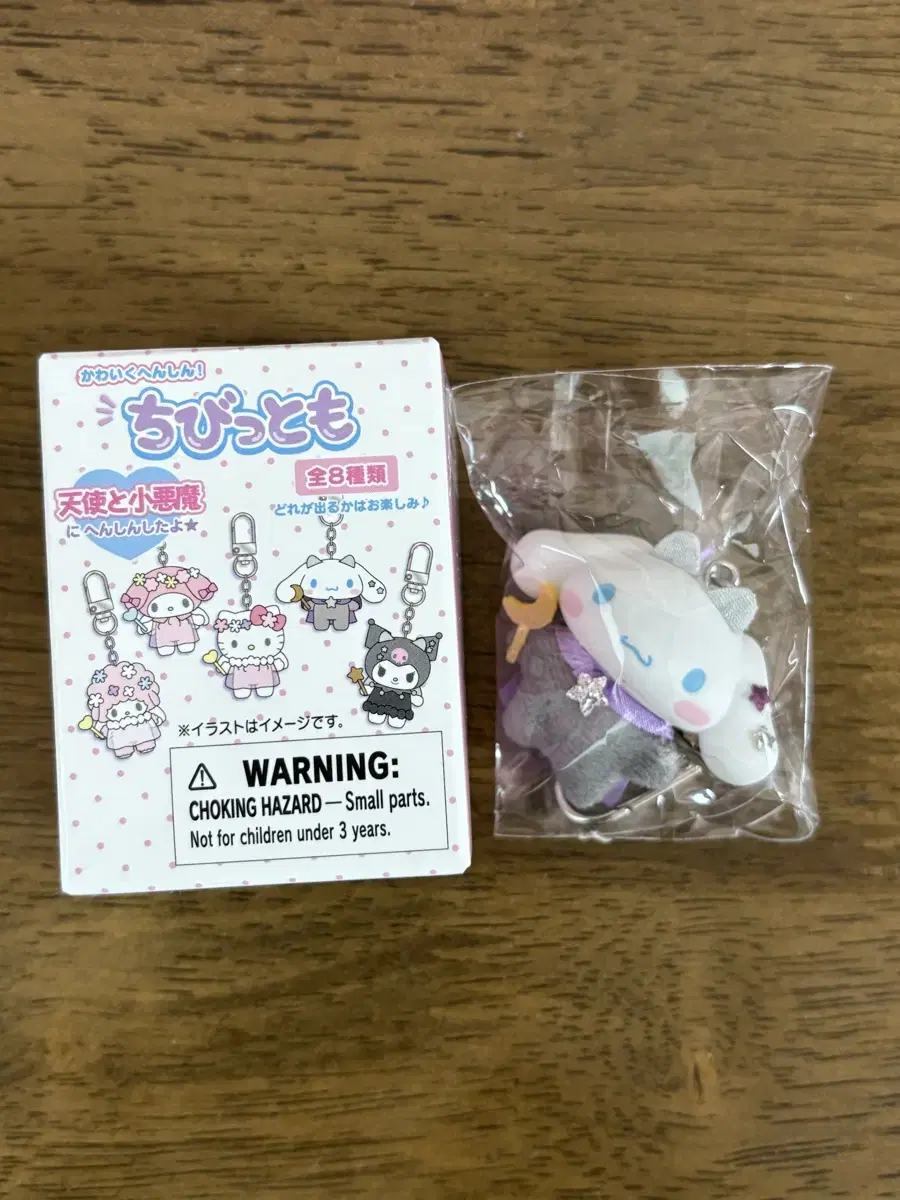 かわいくへんしん!
ちびっとも
天使と小悪魔
に へんしんしたよ★
全8種類
どれが出るかはお楽しみ♪
※イラストはイメージです。
⚠ WARNING:
CHOKING HAZARD — Small parts.
Not for children under 3 years.